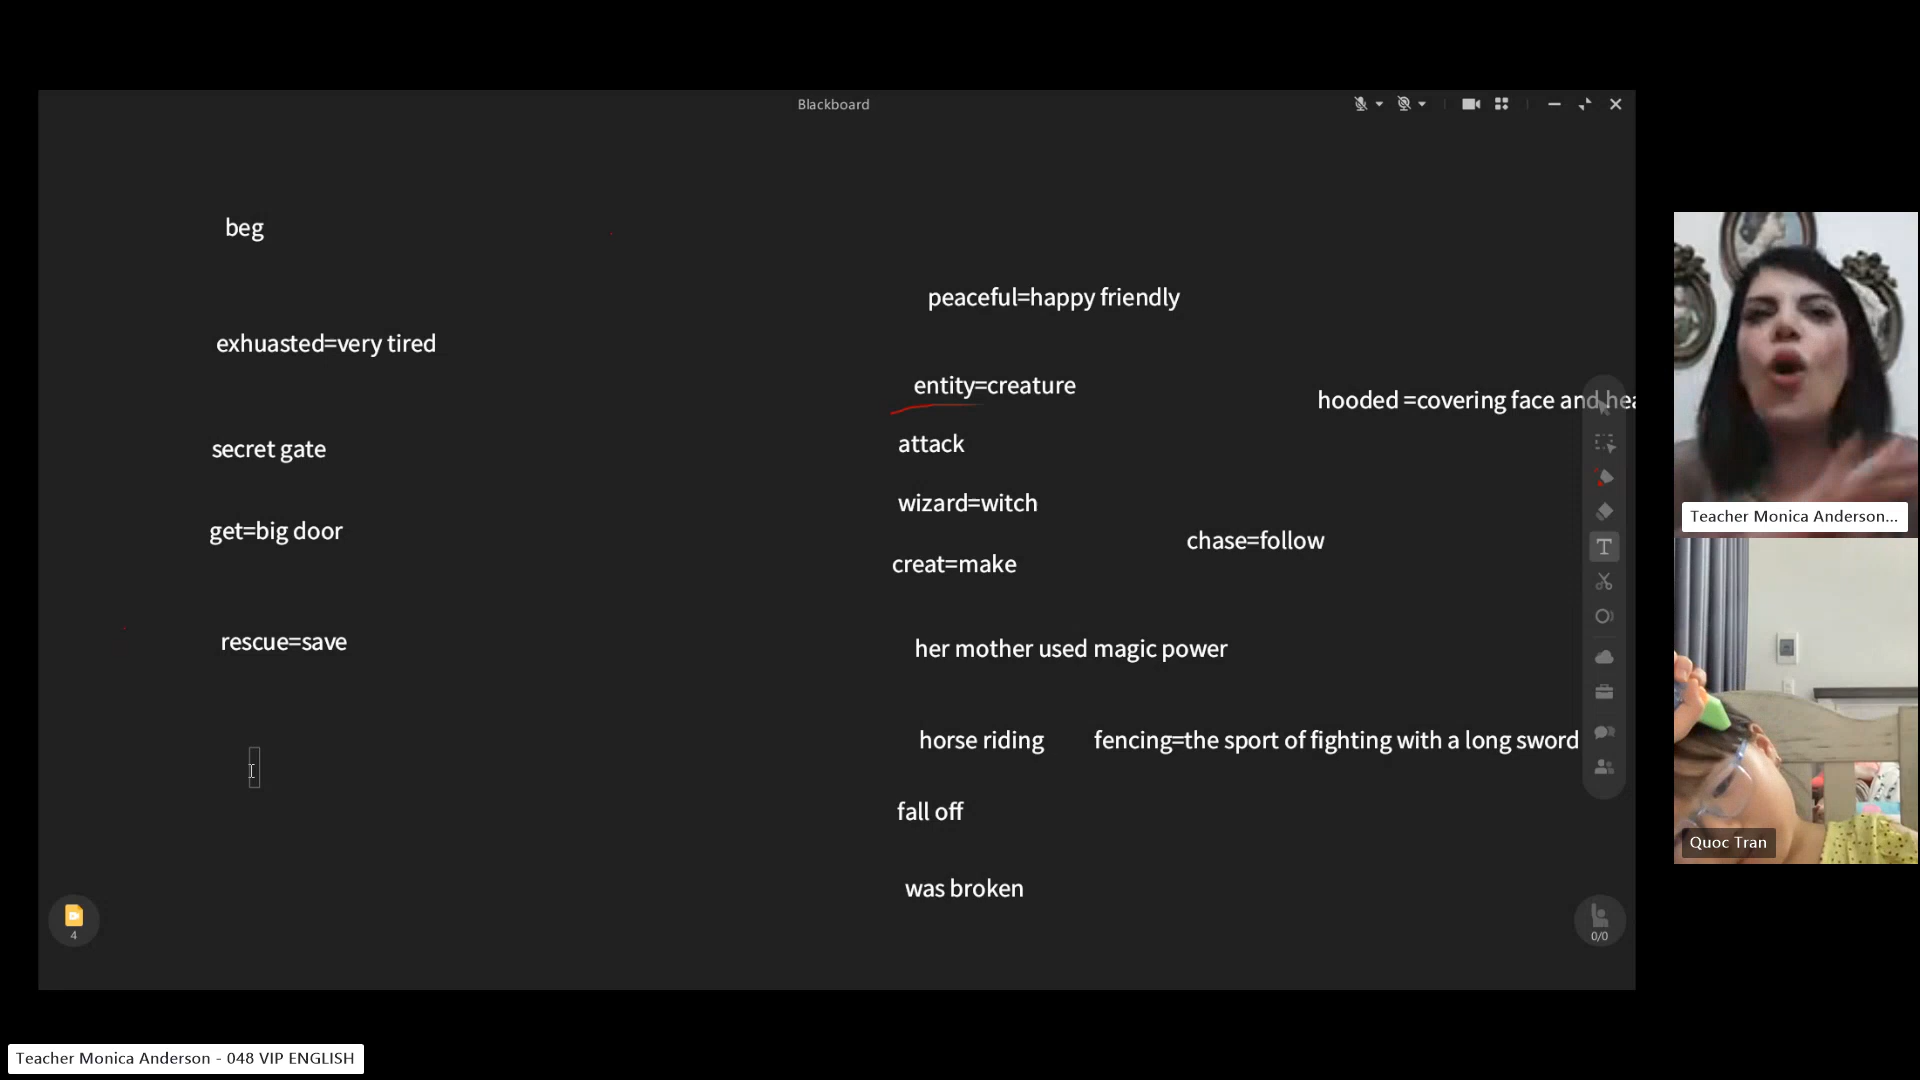 Blackboard
beg
peaceful=happy friendly
exhuasted=very tired
entity=creature
hooded =covering face and hea
attack
secret gate
wizard=witch
get=big door
chase=follow
creat=make
rescue=save
her mother used magic power
horse riding
fencing=the sport of fighting with a long sword
fall off
was broken
4
0/0
Teacher Monica Anderson...
Quoc Tran
Teacher Monica Anderson - 048 VIP ENGLISH